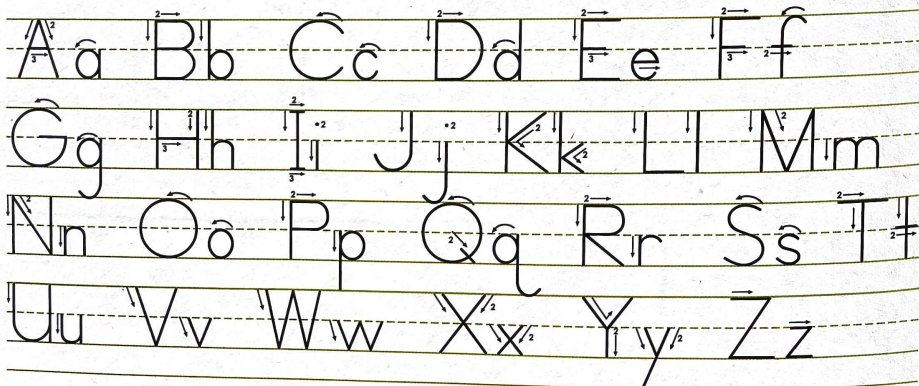 Aa Bb Cc Dd Ee Ff
Gg Hh Ii Jj Kk Ll Mm
Nn Oo Pp Qq Rr Ss Tt
Uu Vv Ww Xx Yy Zz